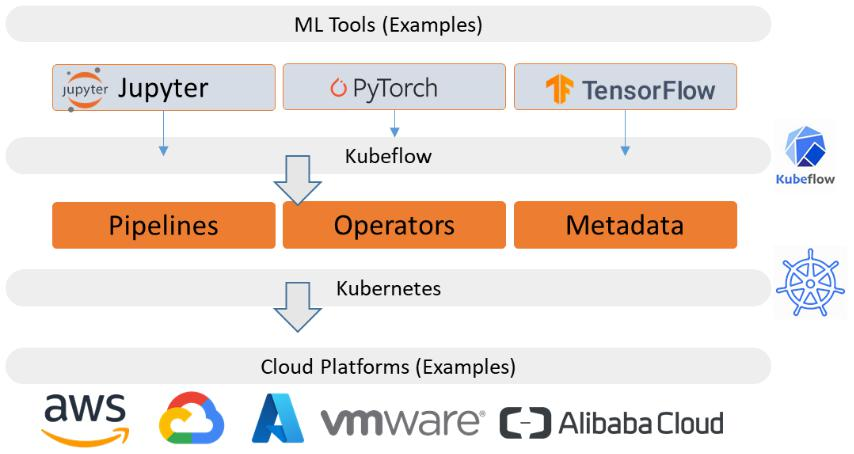 ML Tools (Examples)
jupyter Jupyter
PyTorch
TensorFlow
Kubeflow
Kubeflow
Pipelines
Operators
Metadata
Kubernetes
Cloud Platforms (Examples)
aws
vmware®
Alibaba Cloud